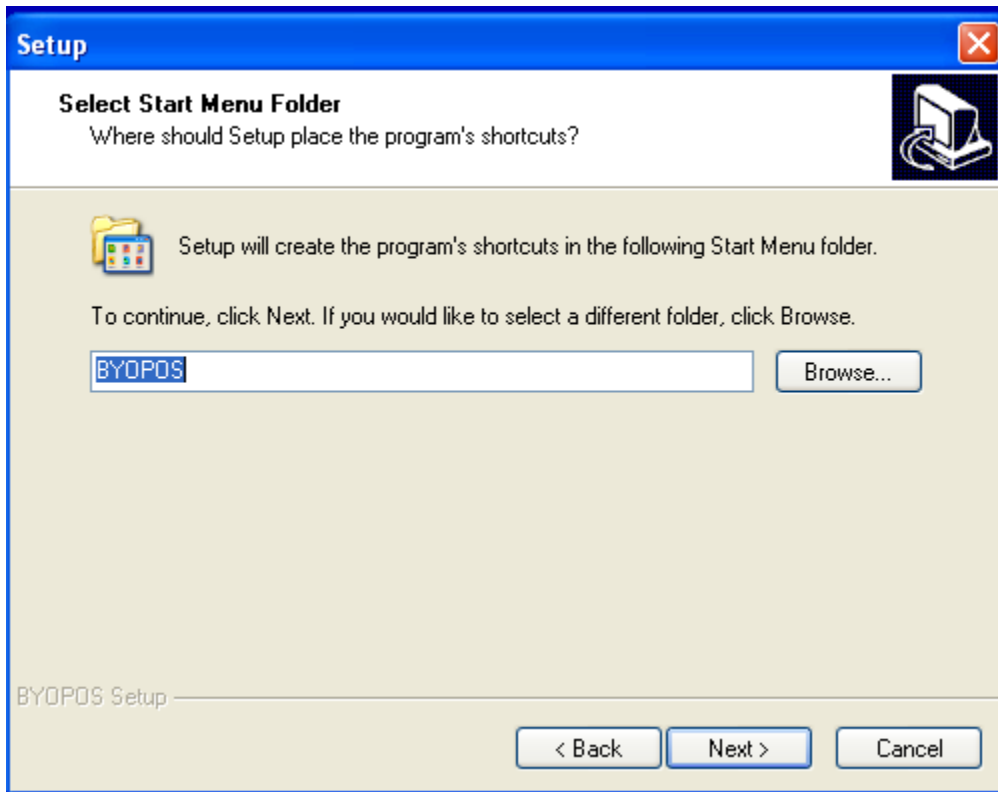 Setup
Select Start Menu Folder
Where should Setup place the program's shortcuts?
Setup will create the program's shortcuts in the following Start Menu folder.
To continue, click Next. If you would like to select a different folder, click Browse.
BYOPOS
Browse...
BYOPOS Setup
< Back
Next >
Cancel